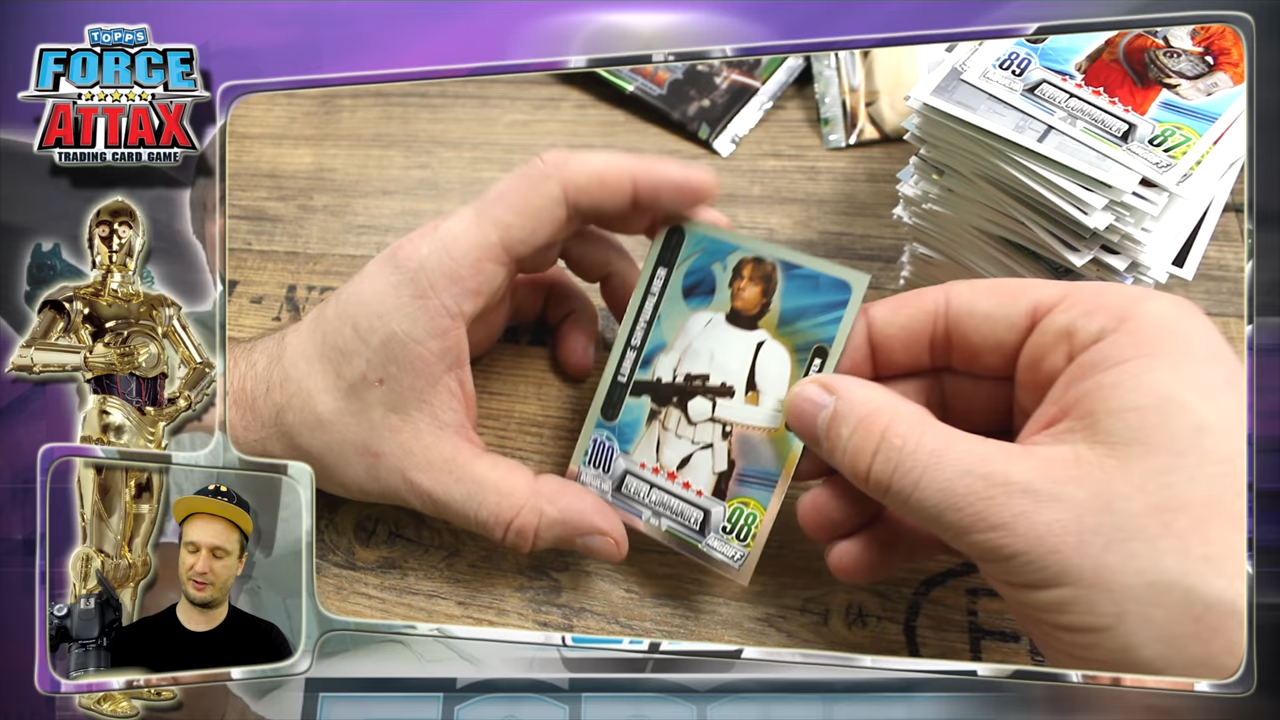 TOPPS
FORCE
ATTAX
TRADING CARD GAME
89
REBEL COMMANDER
87
ANGRIFF
LUKE SKYWALKER
100
REBEL COMMANDER
98
ANGRIFF